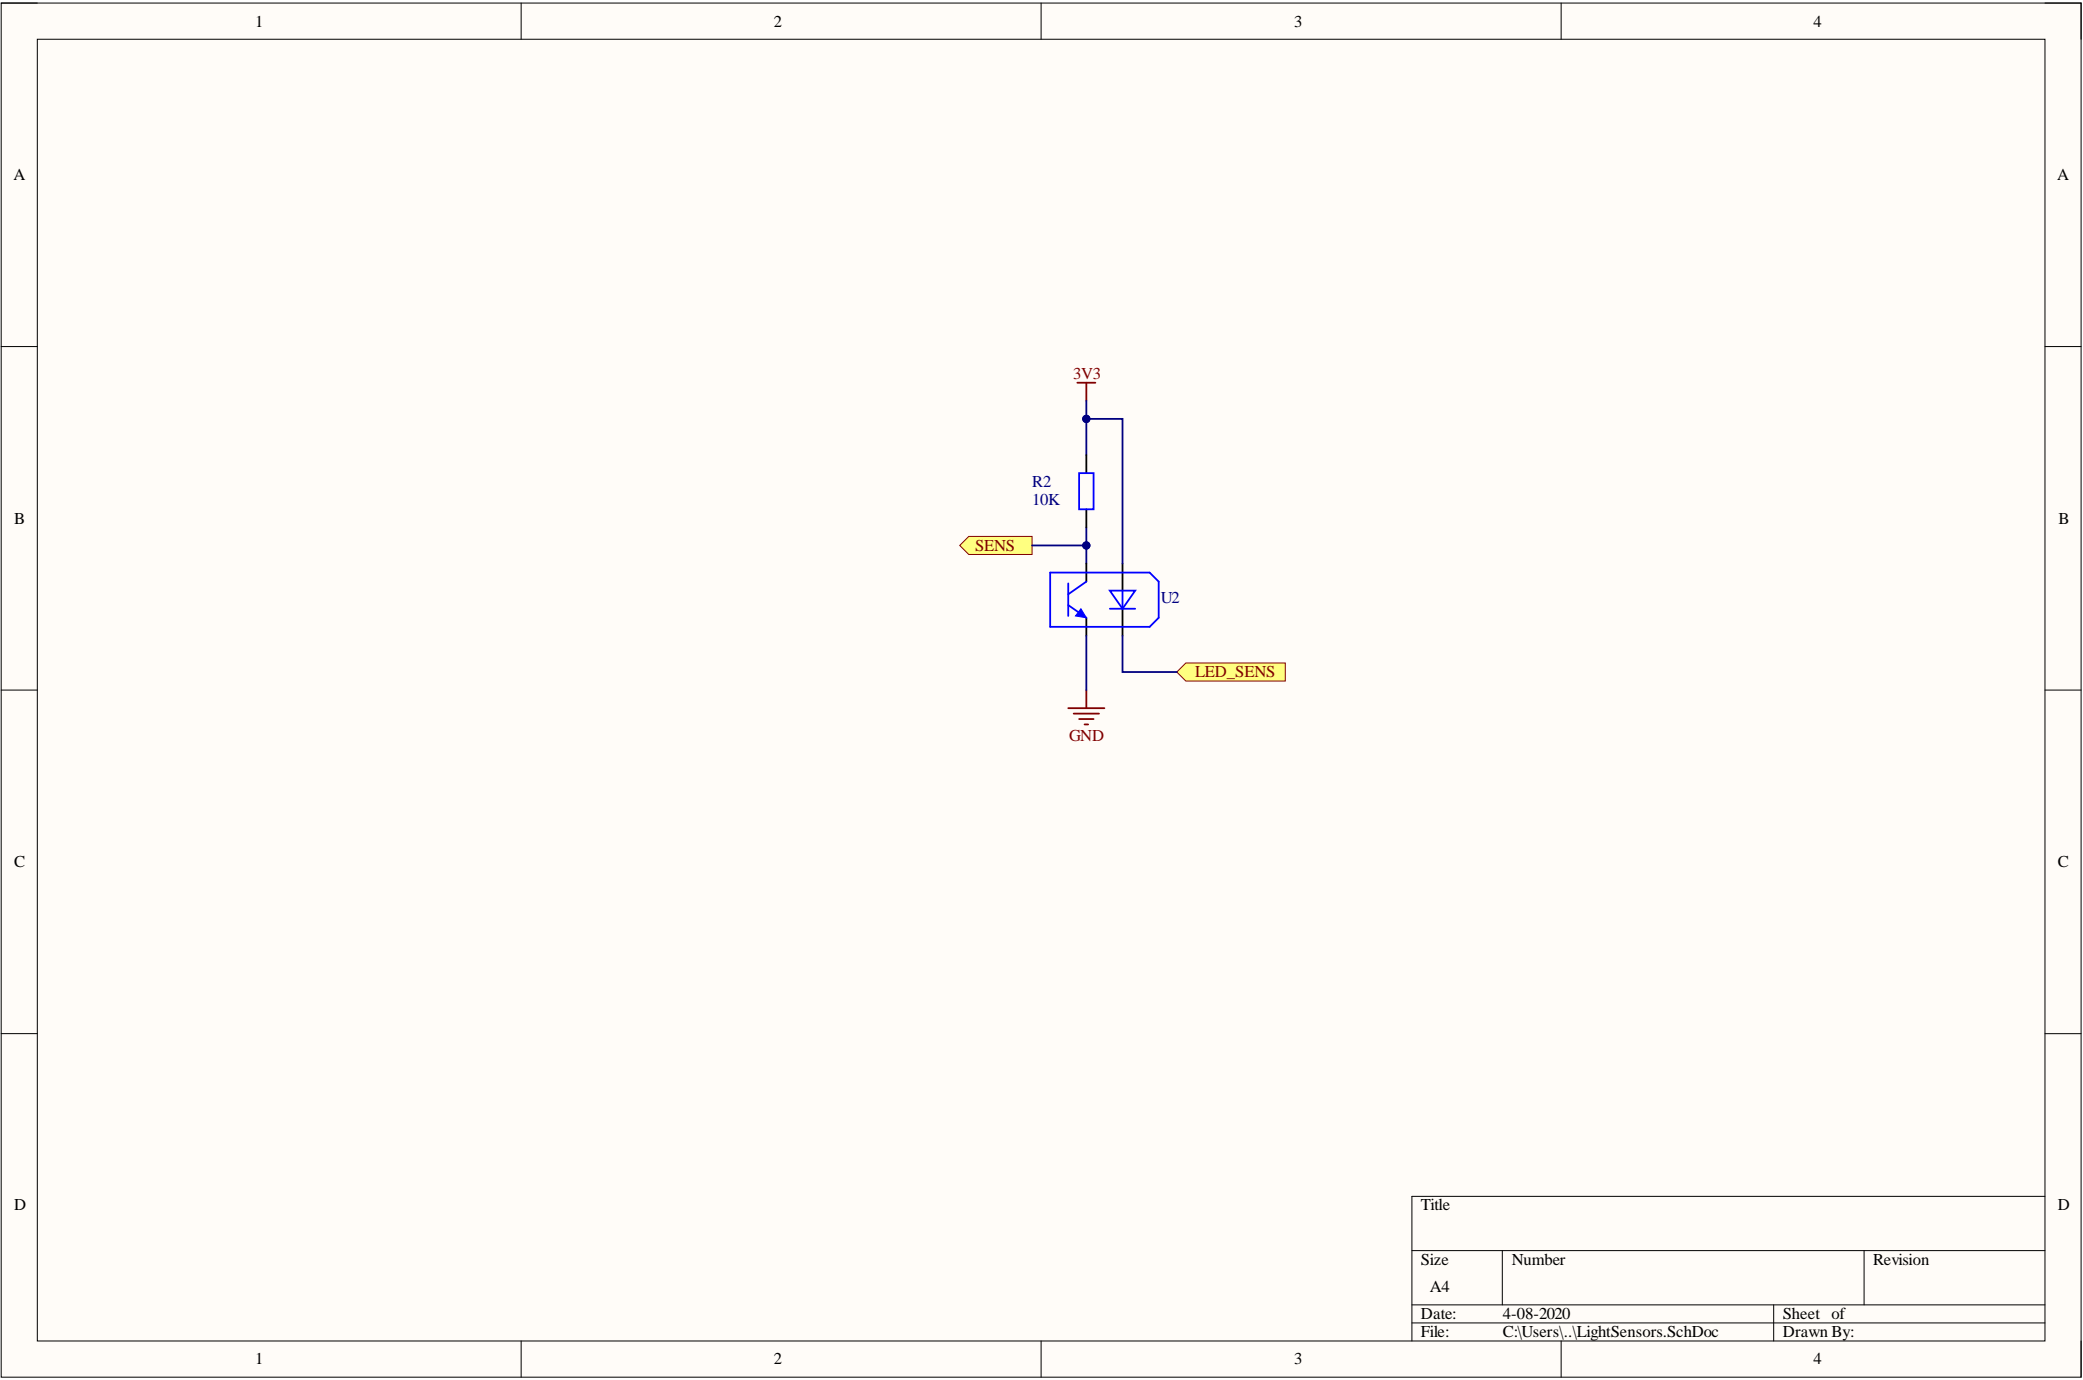 1 2 3 4
A A
3V3
R2
10K
B B
SENS
U2
LED_SENS
GND
C C
D D
Title
Size Number Revision
A4
Date: 4-08-2020 Sheet of
File: C:\Users\..\LightSensors.SchDoc Drawn By:
1 2 3 4